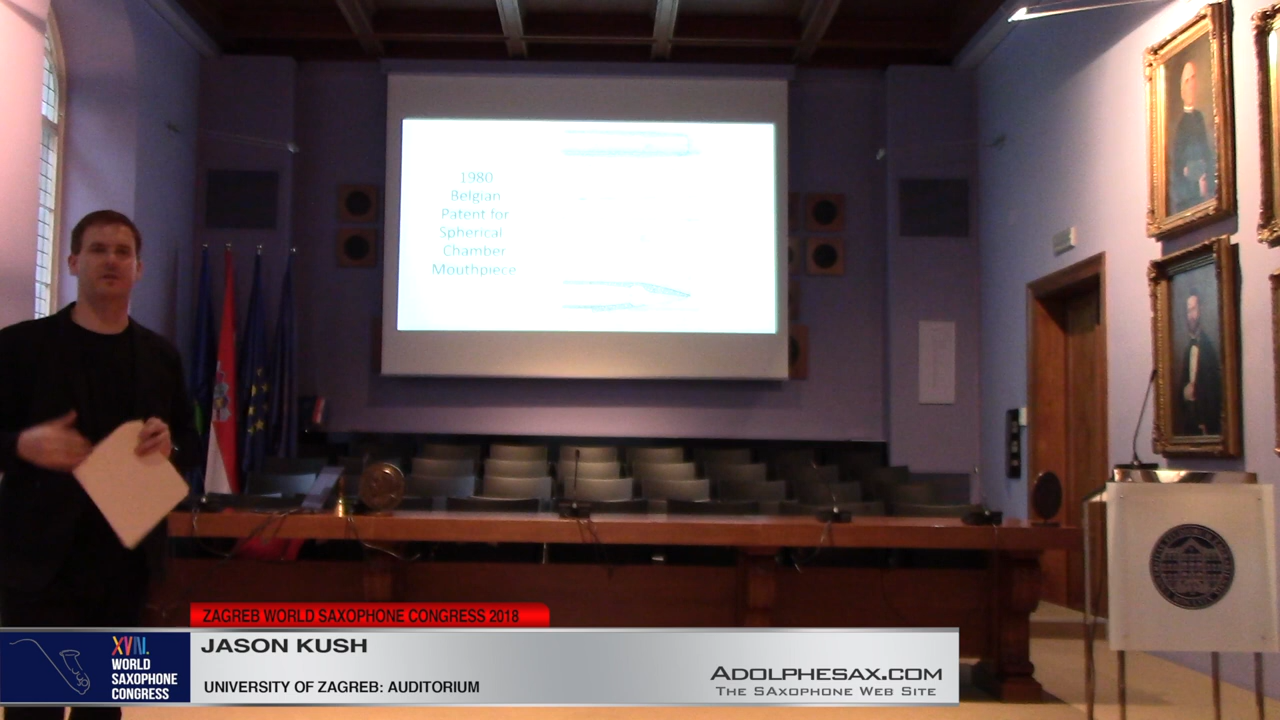 1980
Belgian
Patent for
Spherical
Chamber
Mouthpiece
ZAGREB WORLD SAXOPHONE CONGRESS 2018
XVIII.
WORLD
SAXOPHONE
CONGRESS
JASON KUSH
UNIVERSITY OF ZAGREB: AUDITORIUM
ADOLPHESAX.COM
THE SAXOPHONE WEB SITE